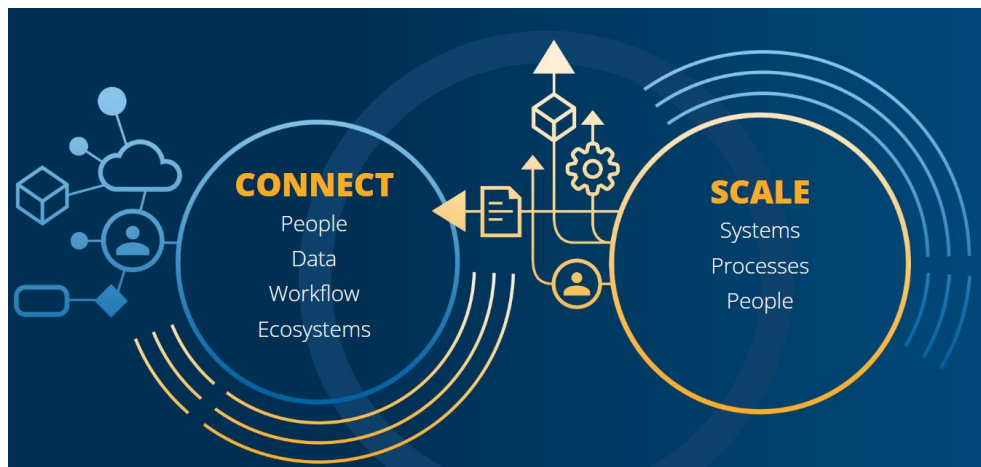 CONNECT
People
Data
Workflow
Ecosystems
SCALE
Systems
Processes
People